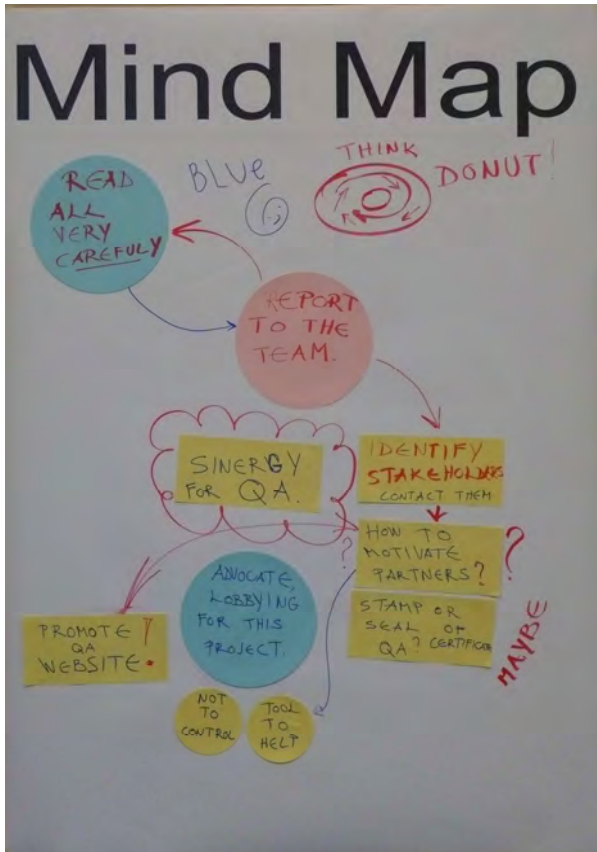 Mind Map
READ
ALL
VERY
CAREFULY
BLUE
THINK
DONUT!
REPORT
TO THE
TEAM.
SINERGY
FOR QA.
IDENTIFY
STAKEHOLDERS
CONTACT THEM
HOW TO
MOTIVATE
PARTNERS? ?
?
STAMP OR
SEAL OF
QA? CERTIFICATE
MAYBE
ADVOCATE,
LOBBYING
FOR THIS
PROJECT.
PROMOTE !
QA
WEBSITE.
NOT
TO
CONTROL
TOOL
TO
HELP